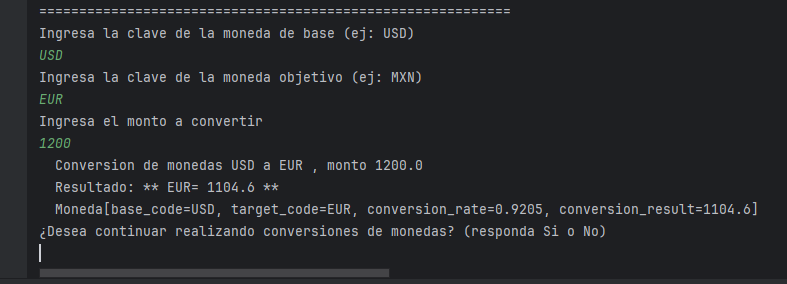 ===========================================================
Ingresa la clave de la moneda de base (ej: USD)
USD
Ingresa la clave de la moneda objetivo (ej: MXN)
EUR
Ingresa el monto a convertir
1200
Conversion de monedas USD a EUR , monto 1200.0
Resultado: ** EUR= 1104.6 **
Moneda[base_code=USD, target_code=EUR, conversion_rate=0.9205, conversion_result=1104.6]
¿Desea continuar realizando conversiones de monedas? (responda Si o No)